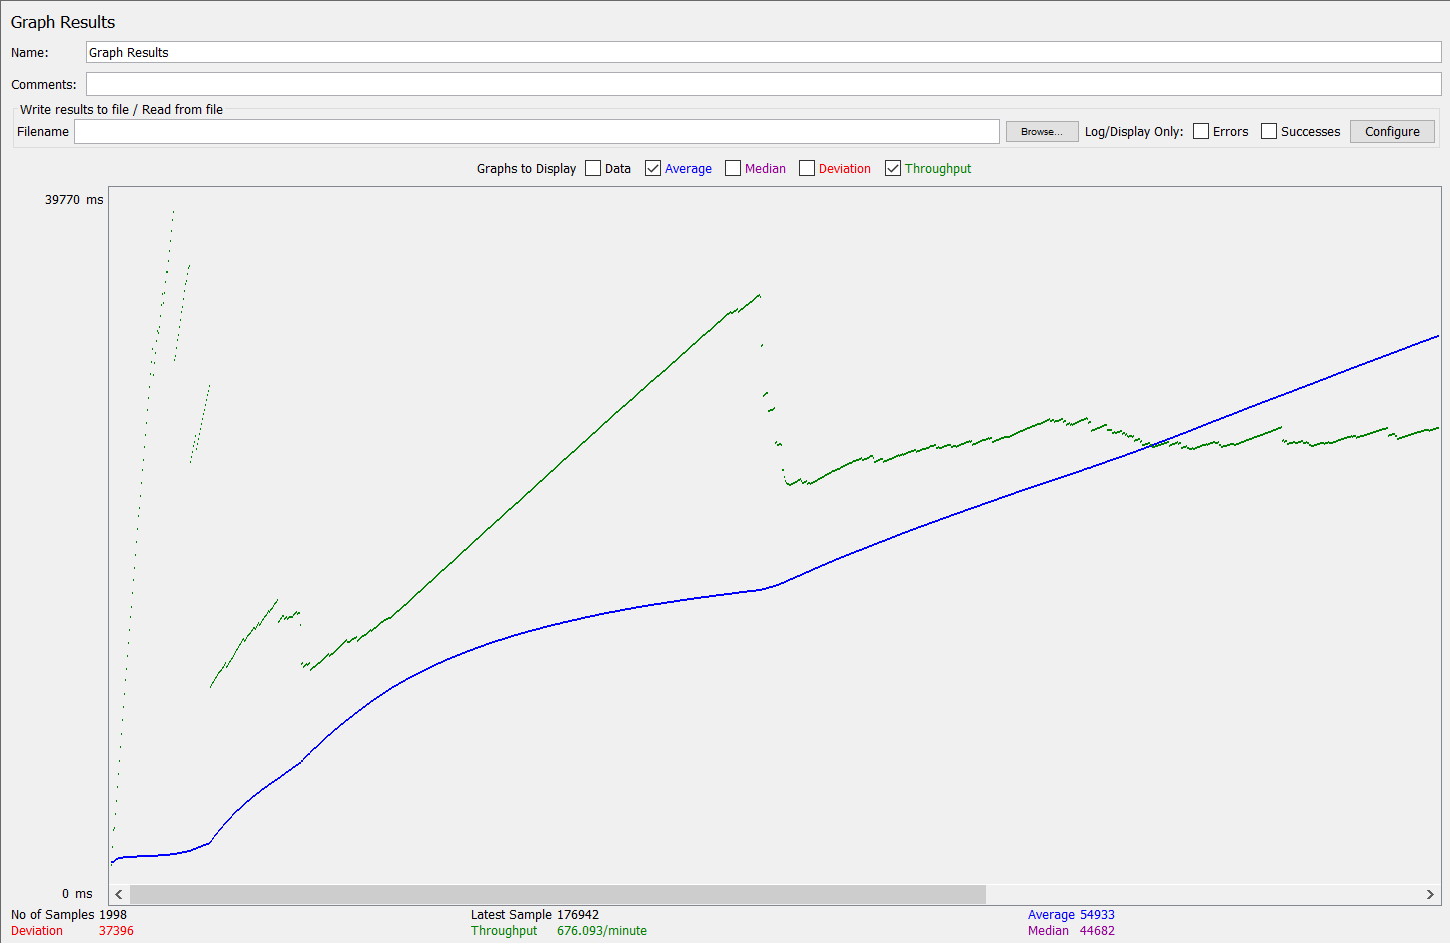 Graph Results
Name: Graph Results
Comments:
Write results to file / Read from file
Filename Browse... Log/Display Only: Errors Successes Configure
Graphs to Display Data Average Median Deviation Throughput
39770 ms
0 ms
No of Samples 1998 Latest Sample 176942 Average 54933
Deviation 37396 Throughput 676.093/minute Median 44682